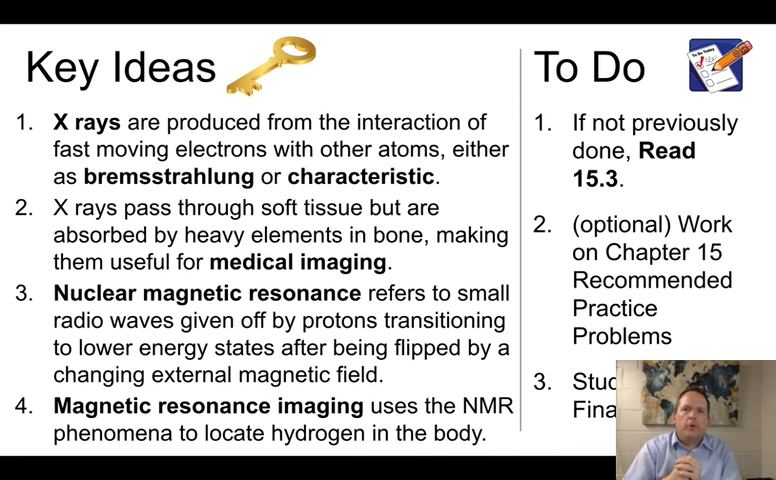 Key Ideas
1. X rays are produced from the interaction of
fast moving electrons with other atoms, either
as bremsstrahlung or characteristic.
2. X rays pass through soft tissue but are
absorbed by heavy elements in bone, making
them useful for medical imaging.
3. Nuclear magnetic resonance refers to small
radio waves given off by protons transitioning
to lower energy states after being flipped by a
changing external magnetic field.
4. Magnetic resonance imaging uses the NMR
phenomena to locate hydrogen in the body.
To Do
1. If not previously
done, Read
15.3.
2. (optional) Work
on Chapter 15
Recommended
Practice
Problems
3.